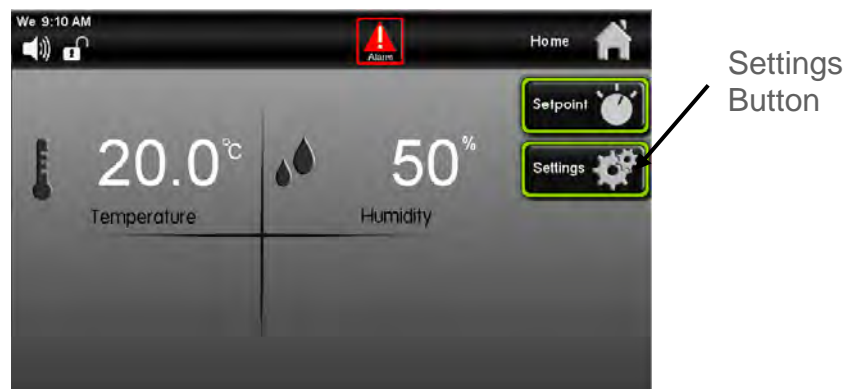 We 9:10 AM
Alarm
Home
Setpoint
Settings
20.0°C
Temperature
50%
Humidity
Settings
Button